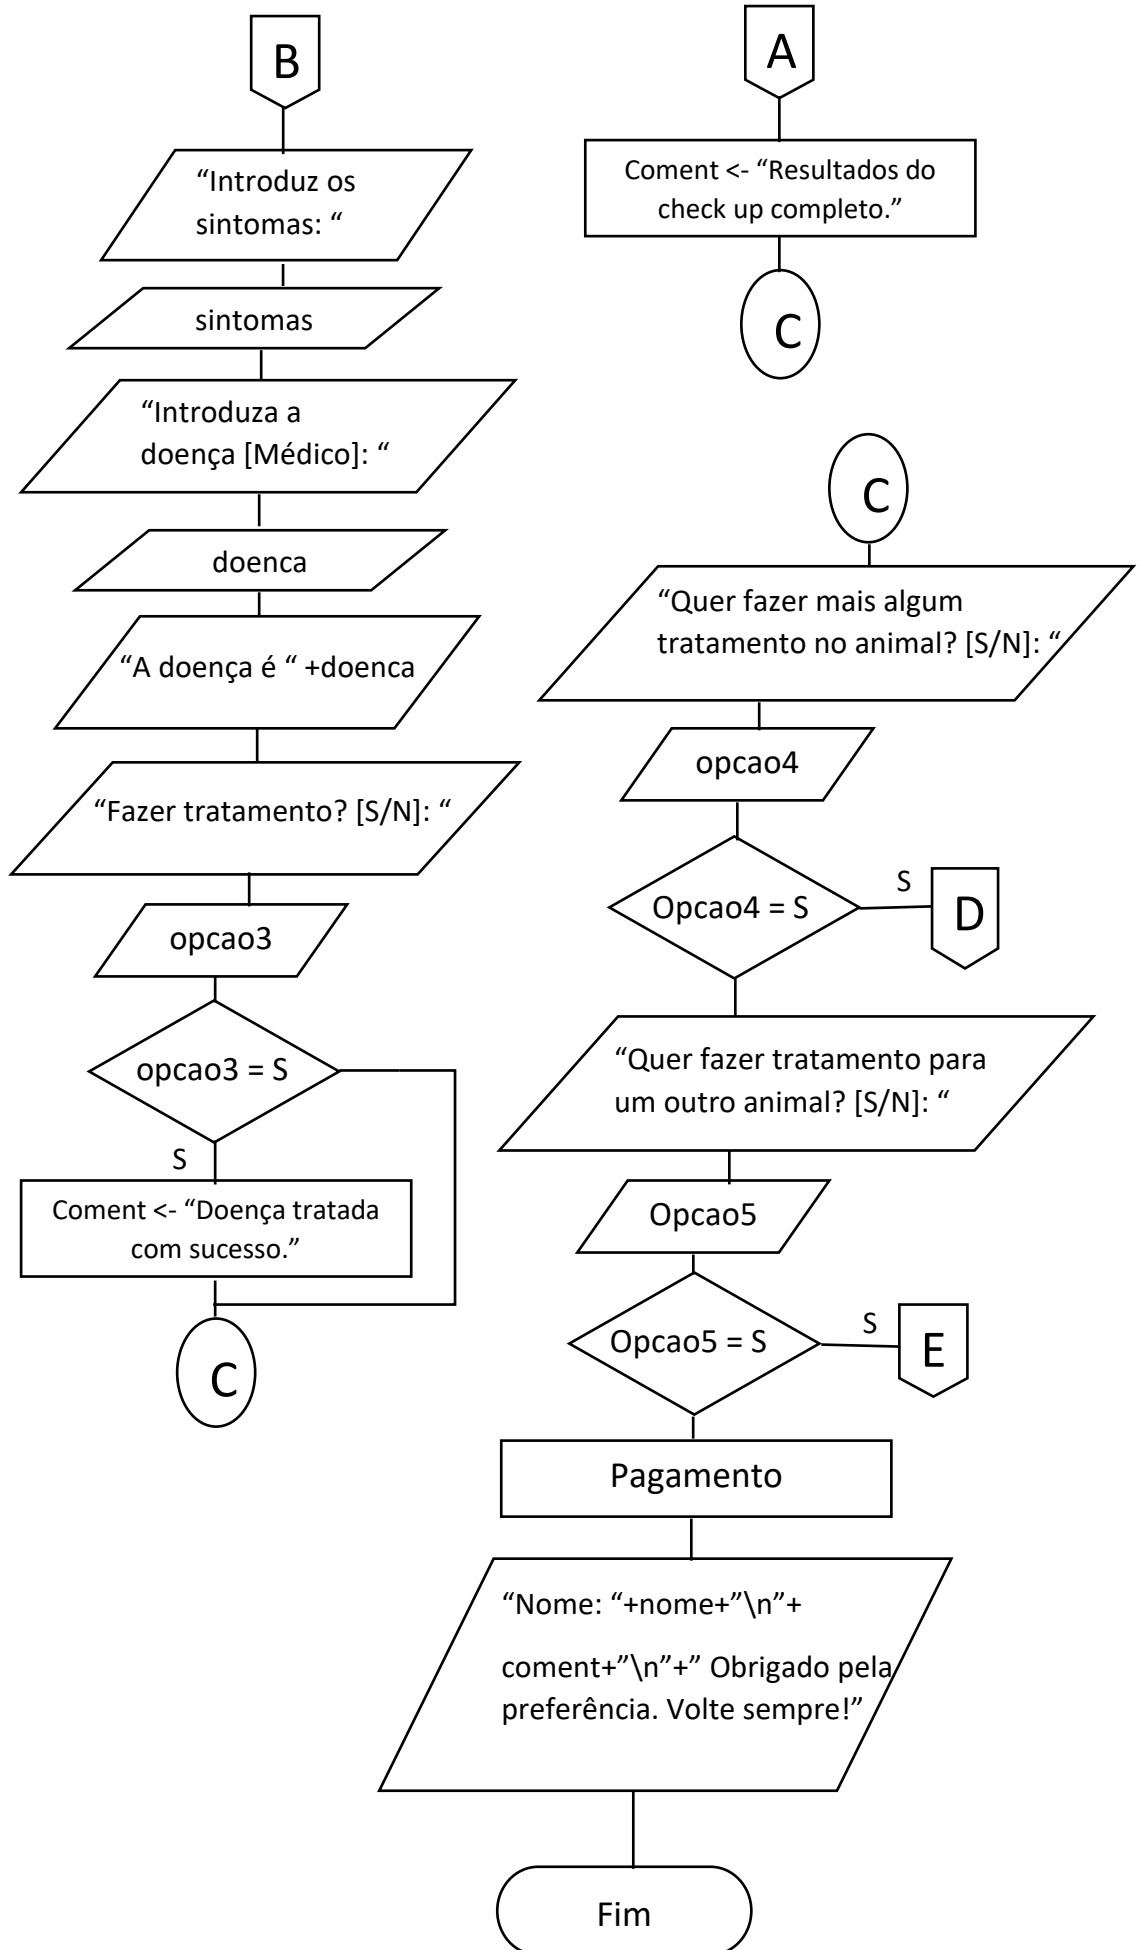 B
“Introduz os
sintomas: “
sintomas
“Introduza a
doença [Médico]: “
doenca
“A doença é “ +doenca
“Fazer tratamento? [S/N]: “
opcao3
opcao3 = S
S
Coment <- “Doença tratada
com sucesso.”
C
A
Coment <- “Resultados do
check up completo.”
C
C
“Quer fazer mais algum
tratamento no animal? [S/N]: “
opcao4
Opcao4 = S
S
D
“Quer fazer tratamento para
um outro animal? [S/N]: “
Opcao5
Opcao5 = S
S
E
Pagamento
“Nome: “+nome+”\n”+
coment+”\n”+” Obrigado pela
preferência. Volte sempre!”
Fim